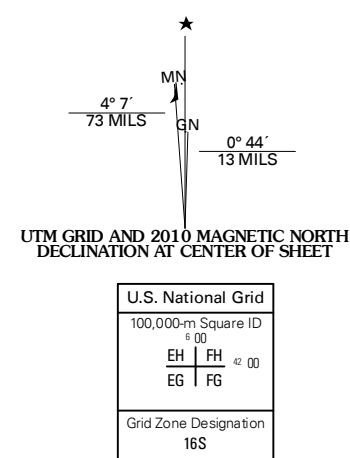 ★
MN
4° 7´
73 MILS
GN
0° 44´
13 MILS
UTM GRID AND 2010 MAGNETIC NORTH
DECLINATION AT CENTER OF SHEET
U.S. National Grid
100,000-m Square ID
6 00
EH FH 42 00
EG FG
Grid Zone Designation
16S